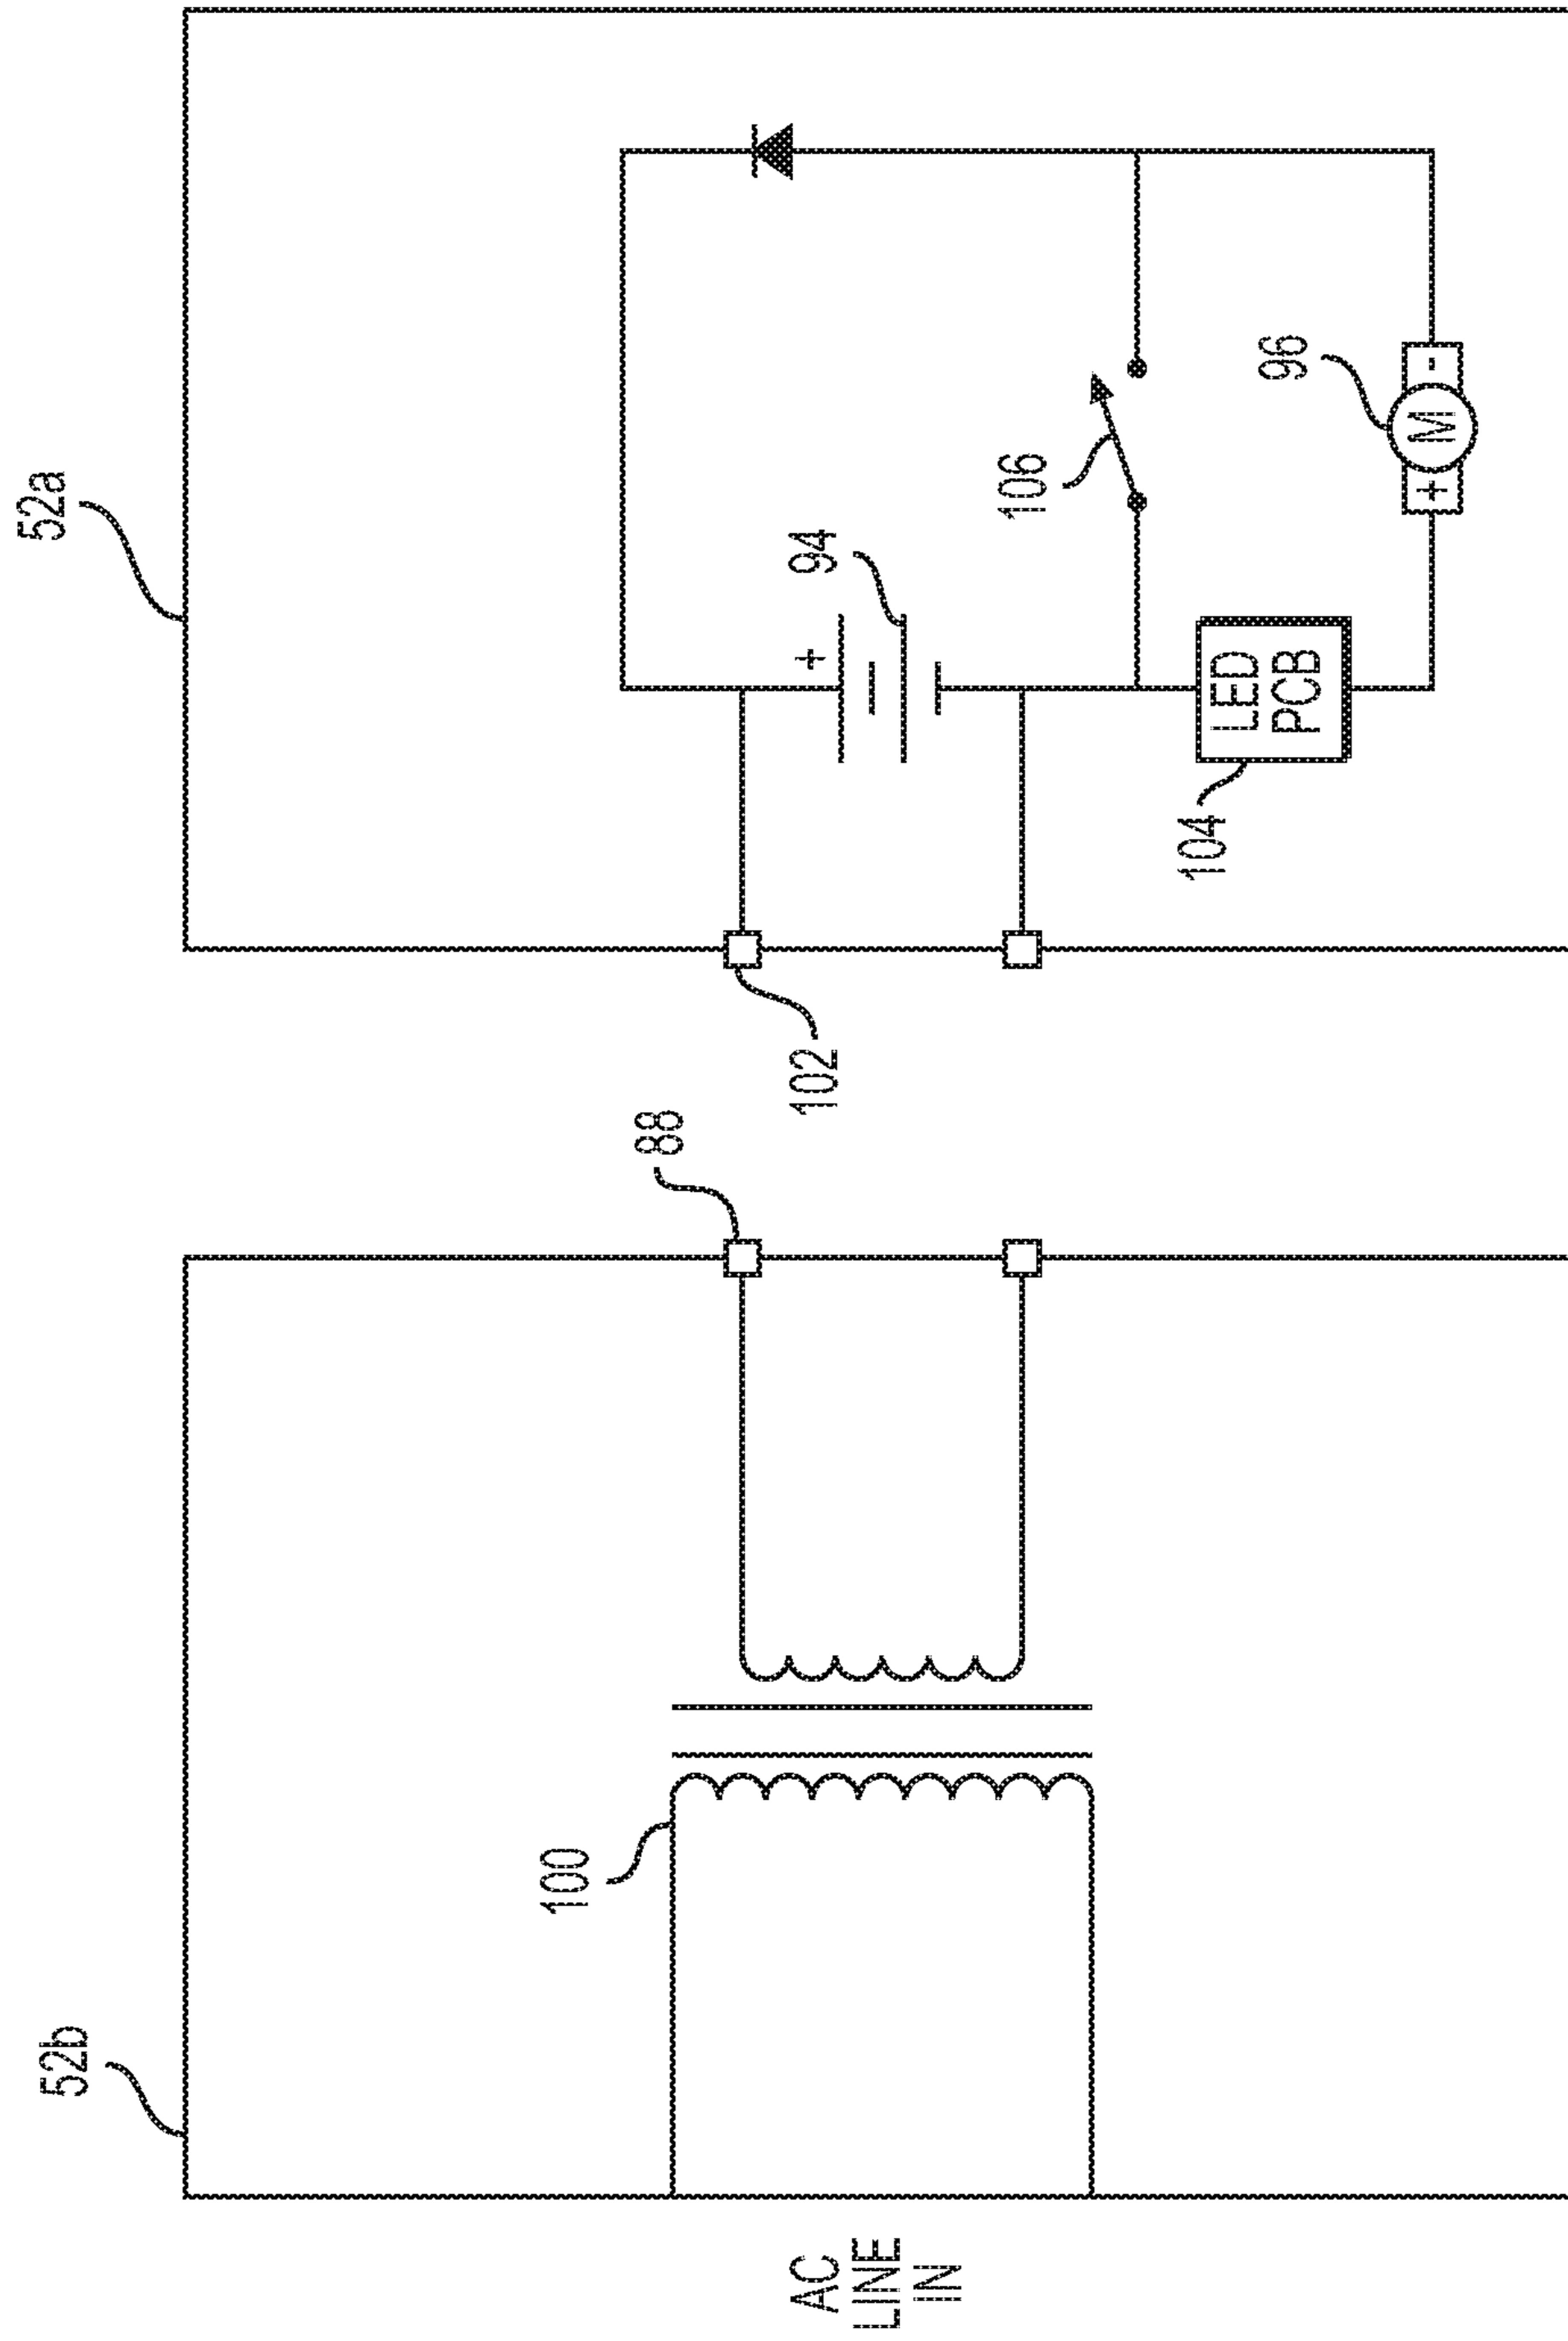 52b
52a
100
88
102
94
+
106
104
LED
PCB
96
+ M -
AC
LINE
IN